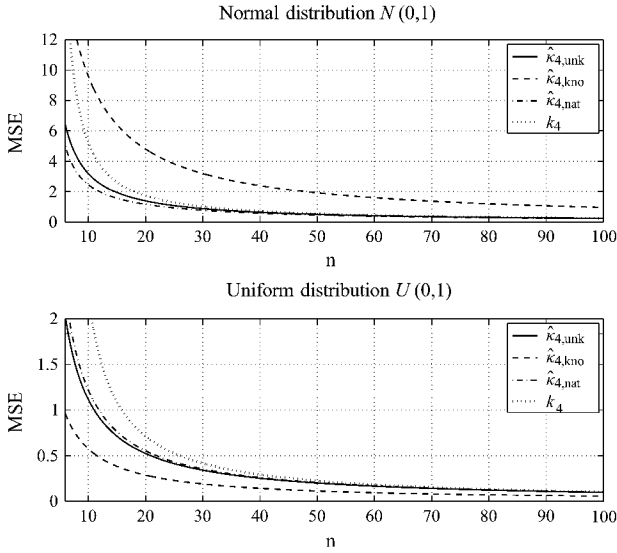 Normal distribution N (0,1)
12
10
8
6
4
2
0
MSE
10 20 30 40 50 60 70 80 90 100
n
κ̂4,unk
κ̂4,kno
κ̂4,nat
k4
Uniform distribution U (0,1)
2
1.5
1
0.5
0
MSE
10 20 30 40 50 60 70 80 90 100
n
κ̂4,unk
κ̂4,kno
κ̂4,nat
k4